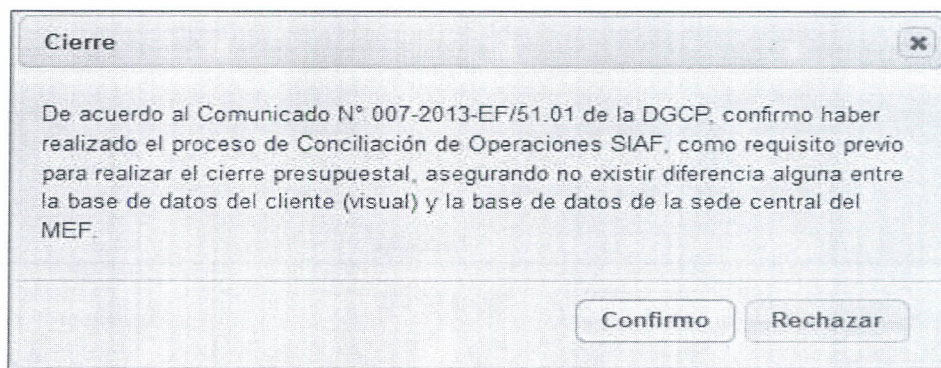 Cierre
De acuerdo al Comunicado N° 007-2013-EF/51.01 de la DGCP, confirmo haber
realizado el proceso de Conciliación de Operaciones SIAF, como requisito previo
para realizar el cierre presupuestal, asegurando no existir diferencia alguna entre
la base de datos del cliente (visual) y la base de datos de la sede central del
MEF.
Confirmo Rechazar